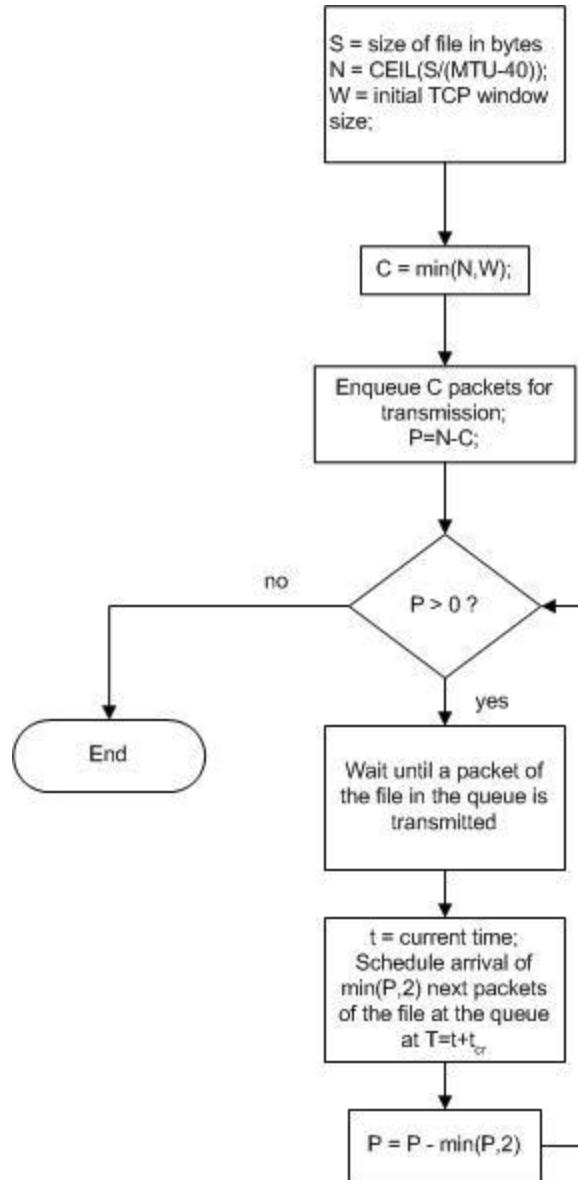 S = size of file in bytes
N = CEIL(S/(MTU-40));
W = initial TCP window
size;
C = min(N,W);
Enqueue C packets for
transmission;
P=N-C;
no
P > 0 ?
yes
End
Wait until a packet of
the file in the queue is
transmitted
t = current time;
Schedule arrival of
min(P,2) next packets
of the file at the queue
at T=t+t_cr
P = P - min(P,2)